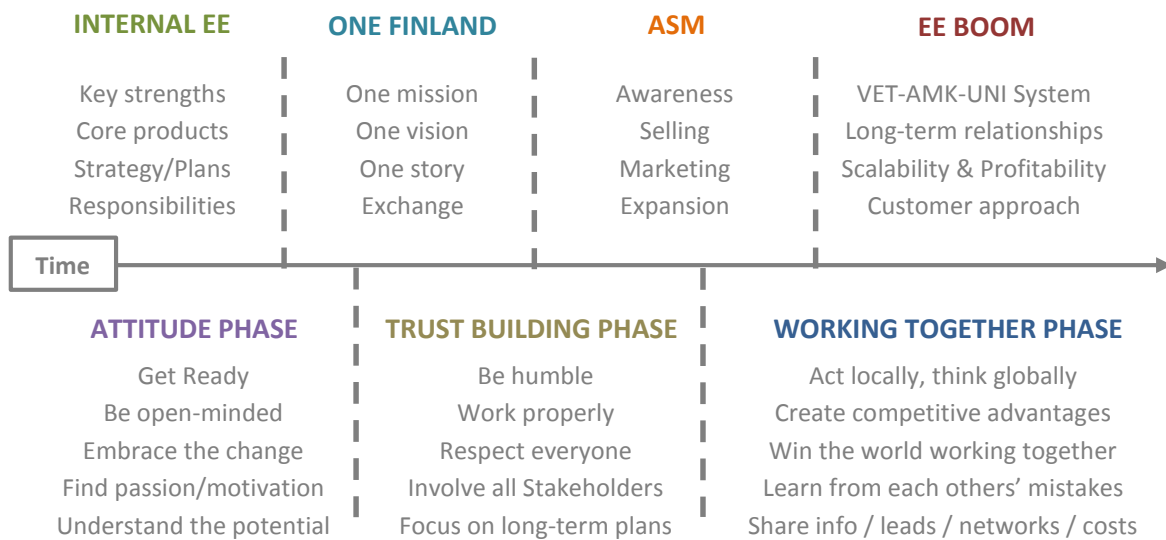 INTERNAL EE
Key strengths
Core products
Strategy/Plans
Responsibilities
ONE FINLAND
One mission
One vision
One story
Exchange
ASM
Awareness
Selling
Marketing
Expansion
EE BOOM
VET-AMK-UNI System
Long-term relationships
Scalability & Profitability
Customer approach
Time
ATTITUDE PHASE
Get Ready
Be open-minded
Embrace the change
Find passion/motivation
Understand the potential
TRUST BUILDING PHASE
Be humble
Work properly
Respect everyone
Involve all Stakeholders
Focus on long-term plans
WORKING TOGETHER PHASE
Act locally, think globally
Create competitive advantages
Win the world working together
Learn from each others’ mistakes
Share info / leads / networks / costs